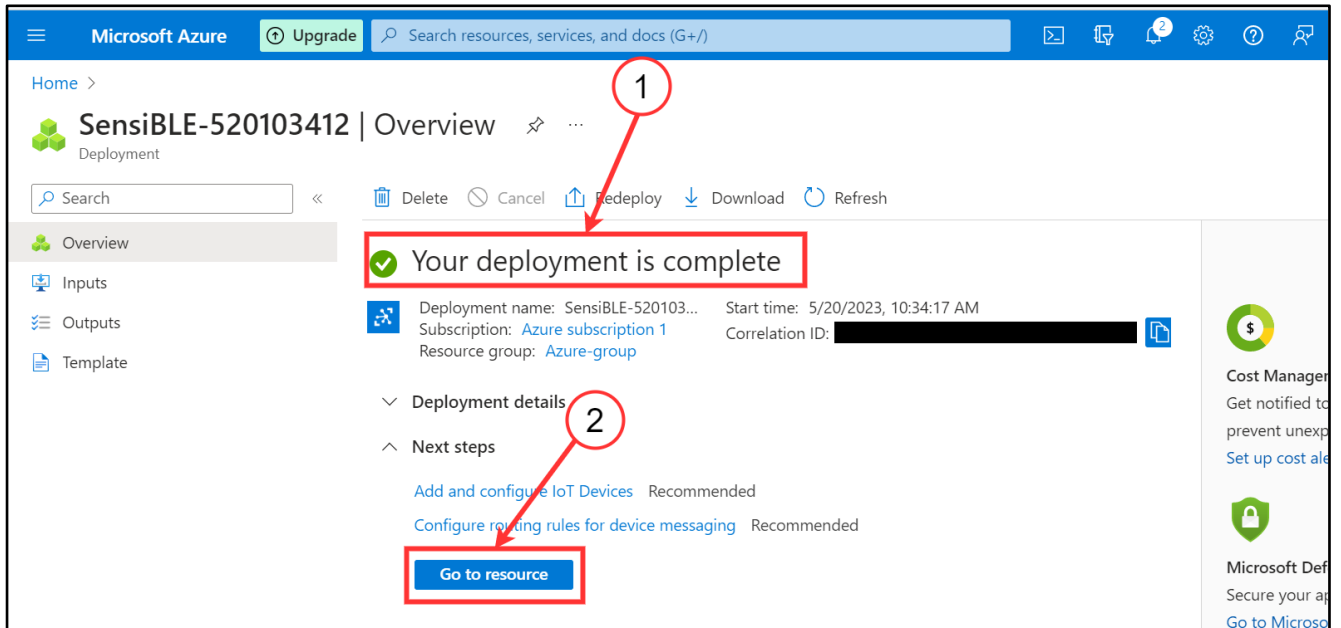 Microsoft Azure Upgrade Search resources, services, and docs (G+/) 2
Home >
1
SensiBLE-520103412 | Overview ...
Deployment
Search «
Delete Cancel Redeploy Download Refresh
Overview
Inputs
Outputs
Template
Your deployment is complete
Deployment name: SensiBLE-520103... Start time: 5/20/2023, 10:34:17 AM
Subscription: Azure subscription 1 Correlation ID:
Resource group: Azure-group
Deployment details
2
Next steps
Add and configure IoT Devices Recommended
Configure routing rules for device messaging Recommended
Go to resource
$
Cost Manager
Get notified to
prevent unexp
Set up cost ale
Microsoft Def
Secure your ap
Go to Microso